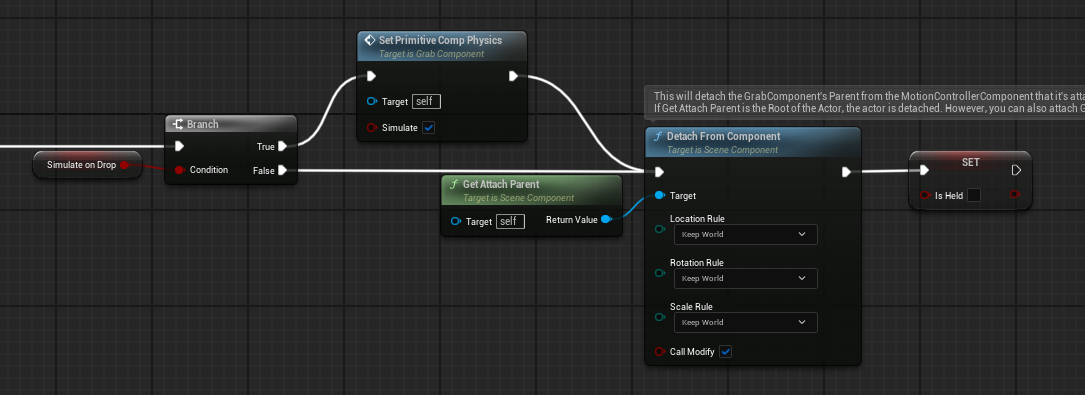 Set Primitive Comp Physics
Target is Grab Component
Target self
Simulate
This will detach the GrabComponent's Parent from the MotionControllerComponent that it's
If Get Attach Parent is the Root of the Actor, the actor is detached. However, you can also attach
Branch
True
Simulate on Drop
Condition
False
Detach From Component
Target is Scene Component
Target
Location Rule
Keep World
Rotation Rule
Keep World
Scale Rule
Keep World
Call Modify
Get Attach Parent
Target is Scene Component
Target self
Return Value
SET
Is Held